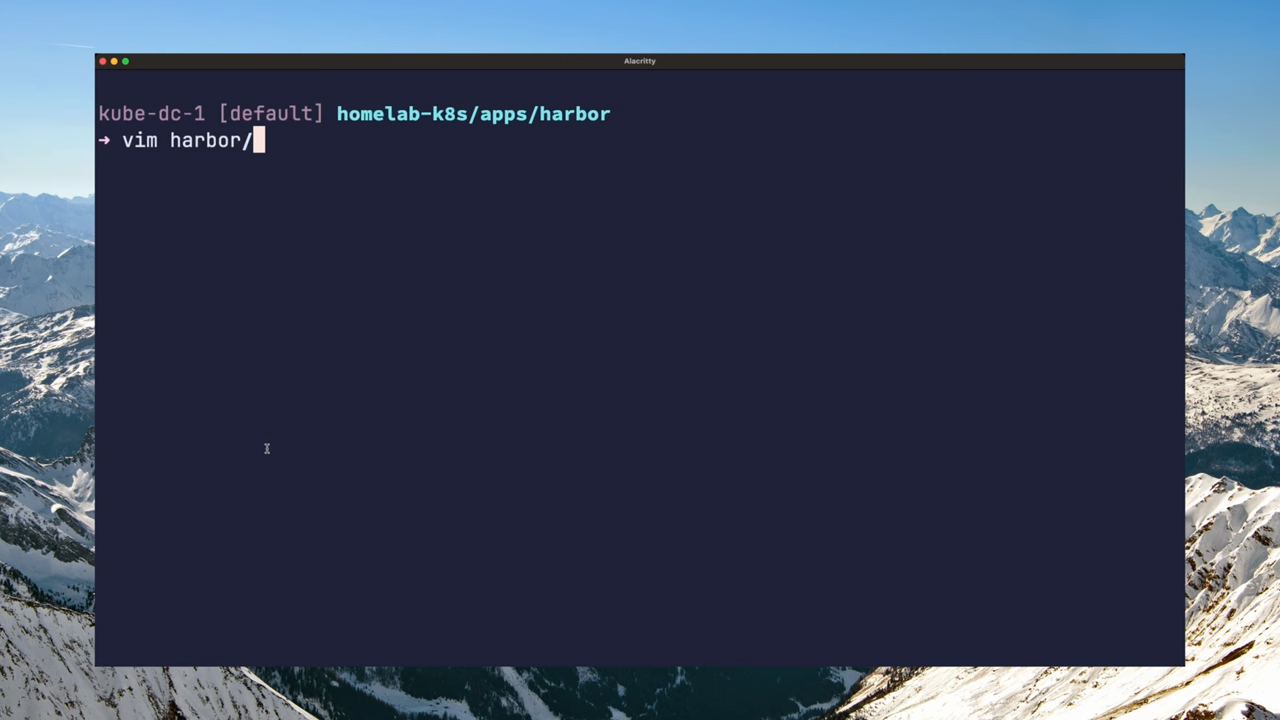 Alacritty
kube-dc-1 [default] homelab-k8s/apps/harbor
→ vim harbor/